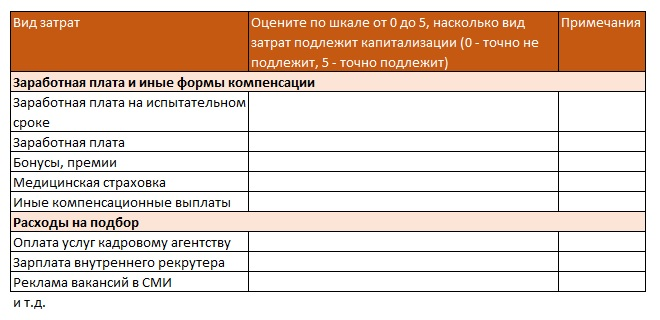 Вид затрат
Оцените по шкале от 0 до 5, насколько вид
затрат подлежит капитализации (0 - точно не
подлежит, 5 - точно подлежит)
Примечания
Заработная плата и иные формы компенсации
Заработная плата на испытательном
сроке
Заработная плата
Бонусы, премии
Медицинская страховка
Иные компенсационные выплаты
Расходы на подбор
Оплата услуг кадровому агентству
Зарплата внутреннего рекрутера
Реклама вакансий в СМИ
и т.д.